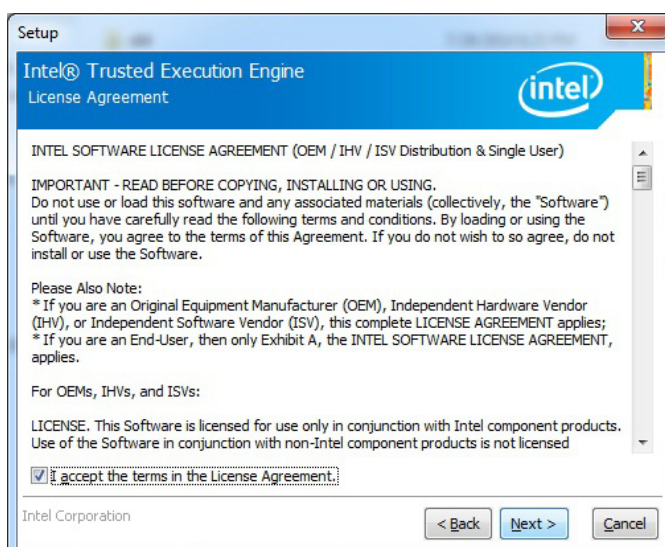 Setup
Intel® Trusted Execution Engine
License Agreement
intel
INTEL SOFTWARE LICENSE AGREEMENT (OEM / IHV / ISV Distribution & Single User)
IMPORTANT - READ BEFORE COPYING, INSTALLING OR USING.
Do not use or load this software and any associated materials (collectively, the "Software")
until you have carefully read the following terms and conditions. By loading or using the
Software, you agree to the terms of this Agreement. If you do not wish to so agree, do not
install or use the Software.
Please Also Note:
* If you are an Original Equipment Manufacturer (OEM), Independent Hardware Vendor
(IHV), or Independent Software Vendor (ISV), this complete LICENSE AGREEMENT applies;
* If you are an End-User, then only Exhibit A, the INTEL SOFTWARE LICENSE AGREEMENT,
applies.
For OEMs, IHVs, and ISVs:
LICENSE. This Software is licensed for use only in conjunction with Intel component products.
Use of the Software in conjunction with non-Intel component products is not licensed
I accept the terms in the License Agreement.
Intel Corporation
< Back
Next >
Cancel